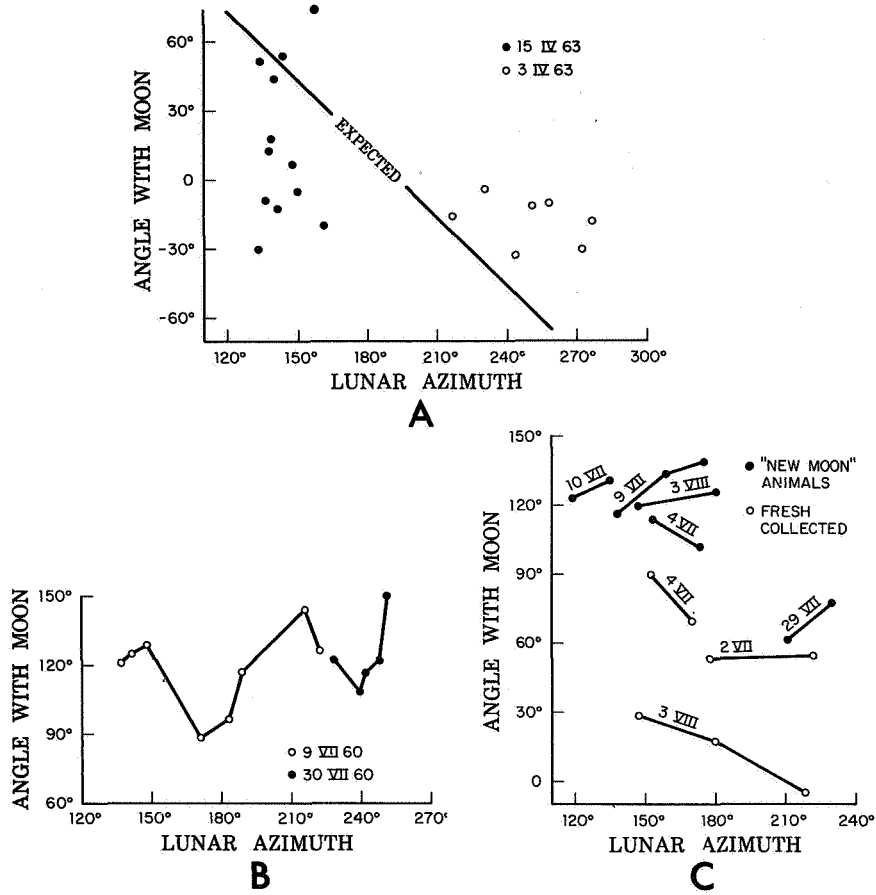 60°
30°
0
-30°
-60°
ANGLE WITH MOON
● 15 IV 63
○ 3 IV 63
EXPECTED
120° 150° 180° 210° 240° 270° 300°
LUNAR AZIMUTH
A
150°
120°
90°
60°
ANGLE WITH MOON
○ 9 VII 60
● 30 VII 60
120° 150° 180° 210° 240° 270°
LUNAR AZIMUTH
B
150°
120°
90°
60°
30°
0
ANGLE WITH MOON
● "NEW MOON"
ANIMALS
○ FRESH
COLLECTED
10 VII
9 VII
3 VIII
4 VII
4 VII
29 VII
2 VII
3 VIII
120° 150° 180° 210° 240°
LUNAR AZIMUTH
C